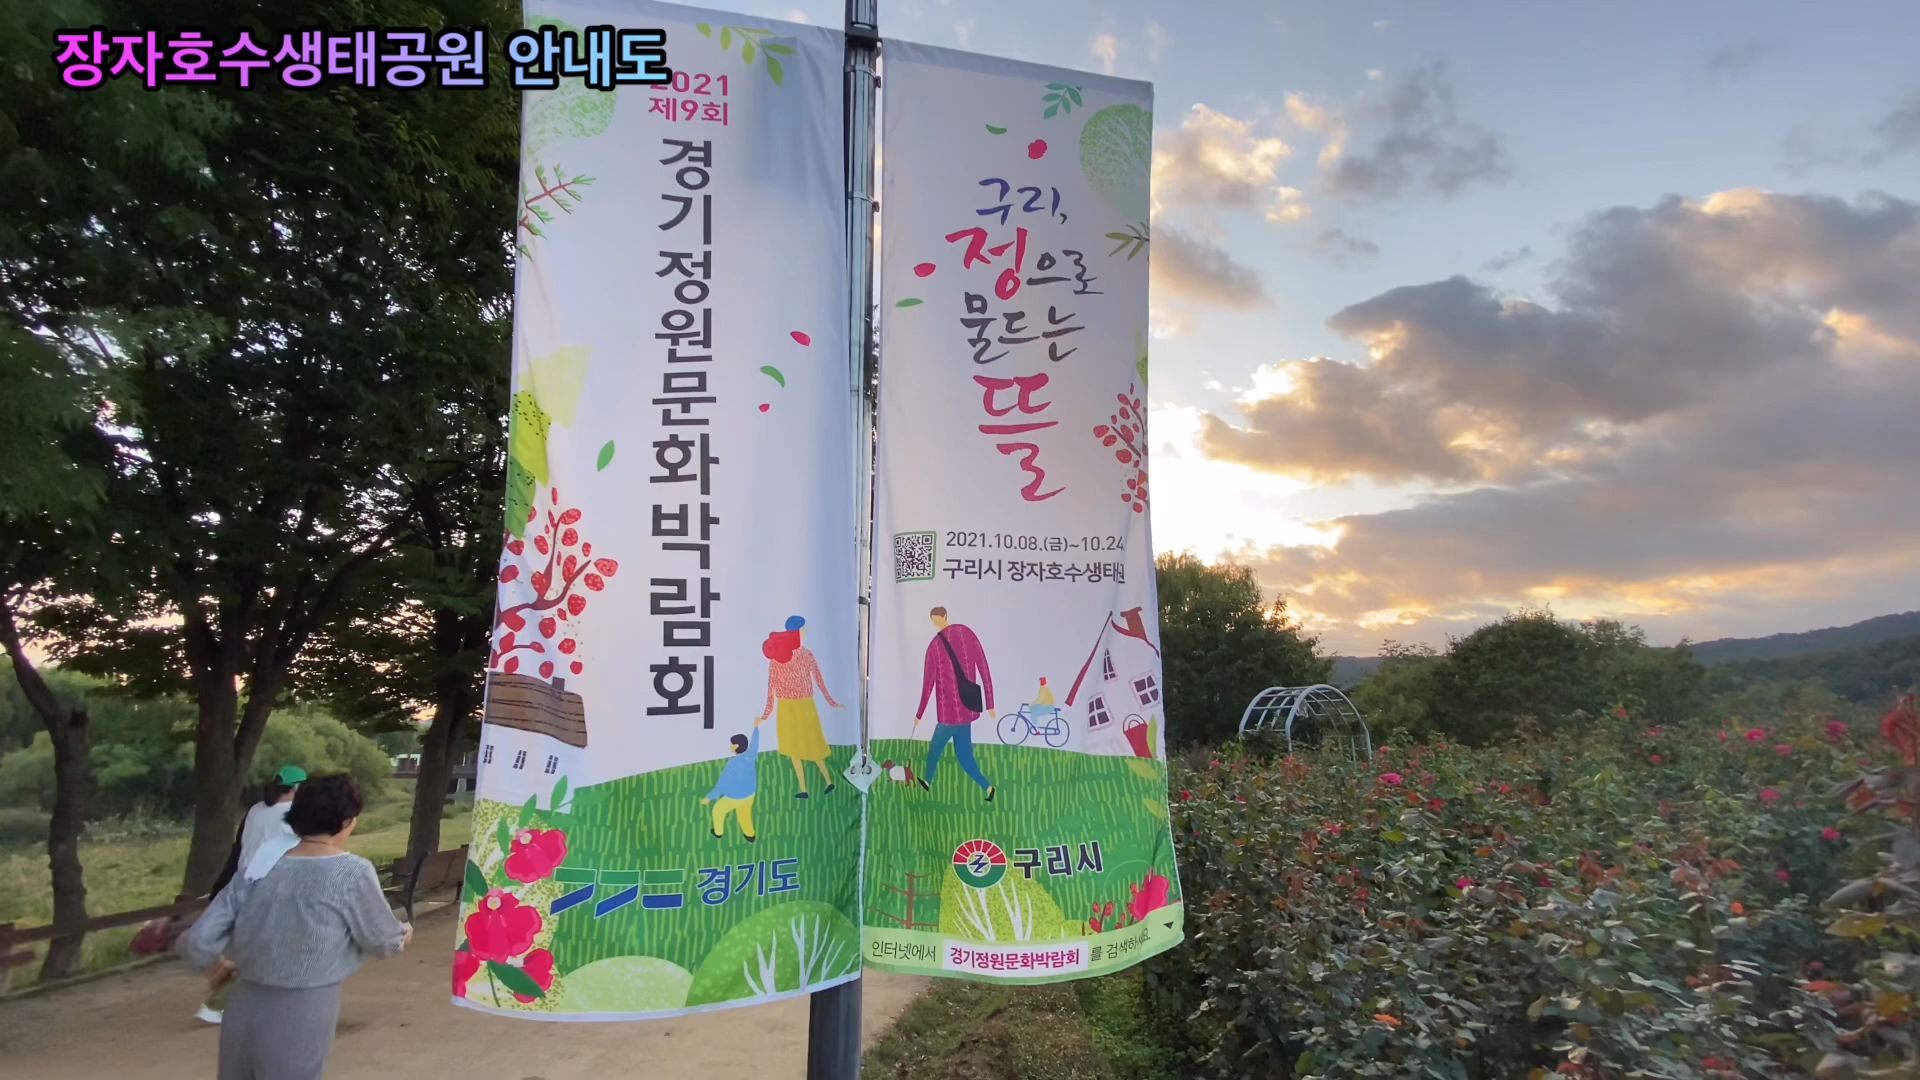 장자호수생태공원 안내도
2021
제9회
경기정원문화박람회
경기도
구리,
정으로
물드는
뜰
2021.10.08.(금)~10.24
구리시 장자호수생태
구리시
인터넷에서 경기정원문화박람회 를 검색하세요